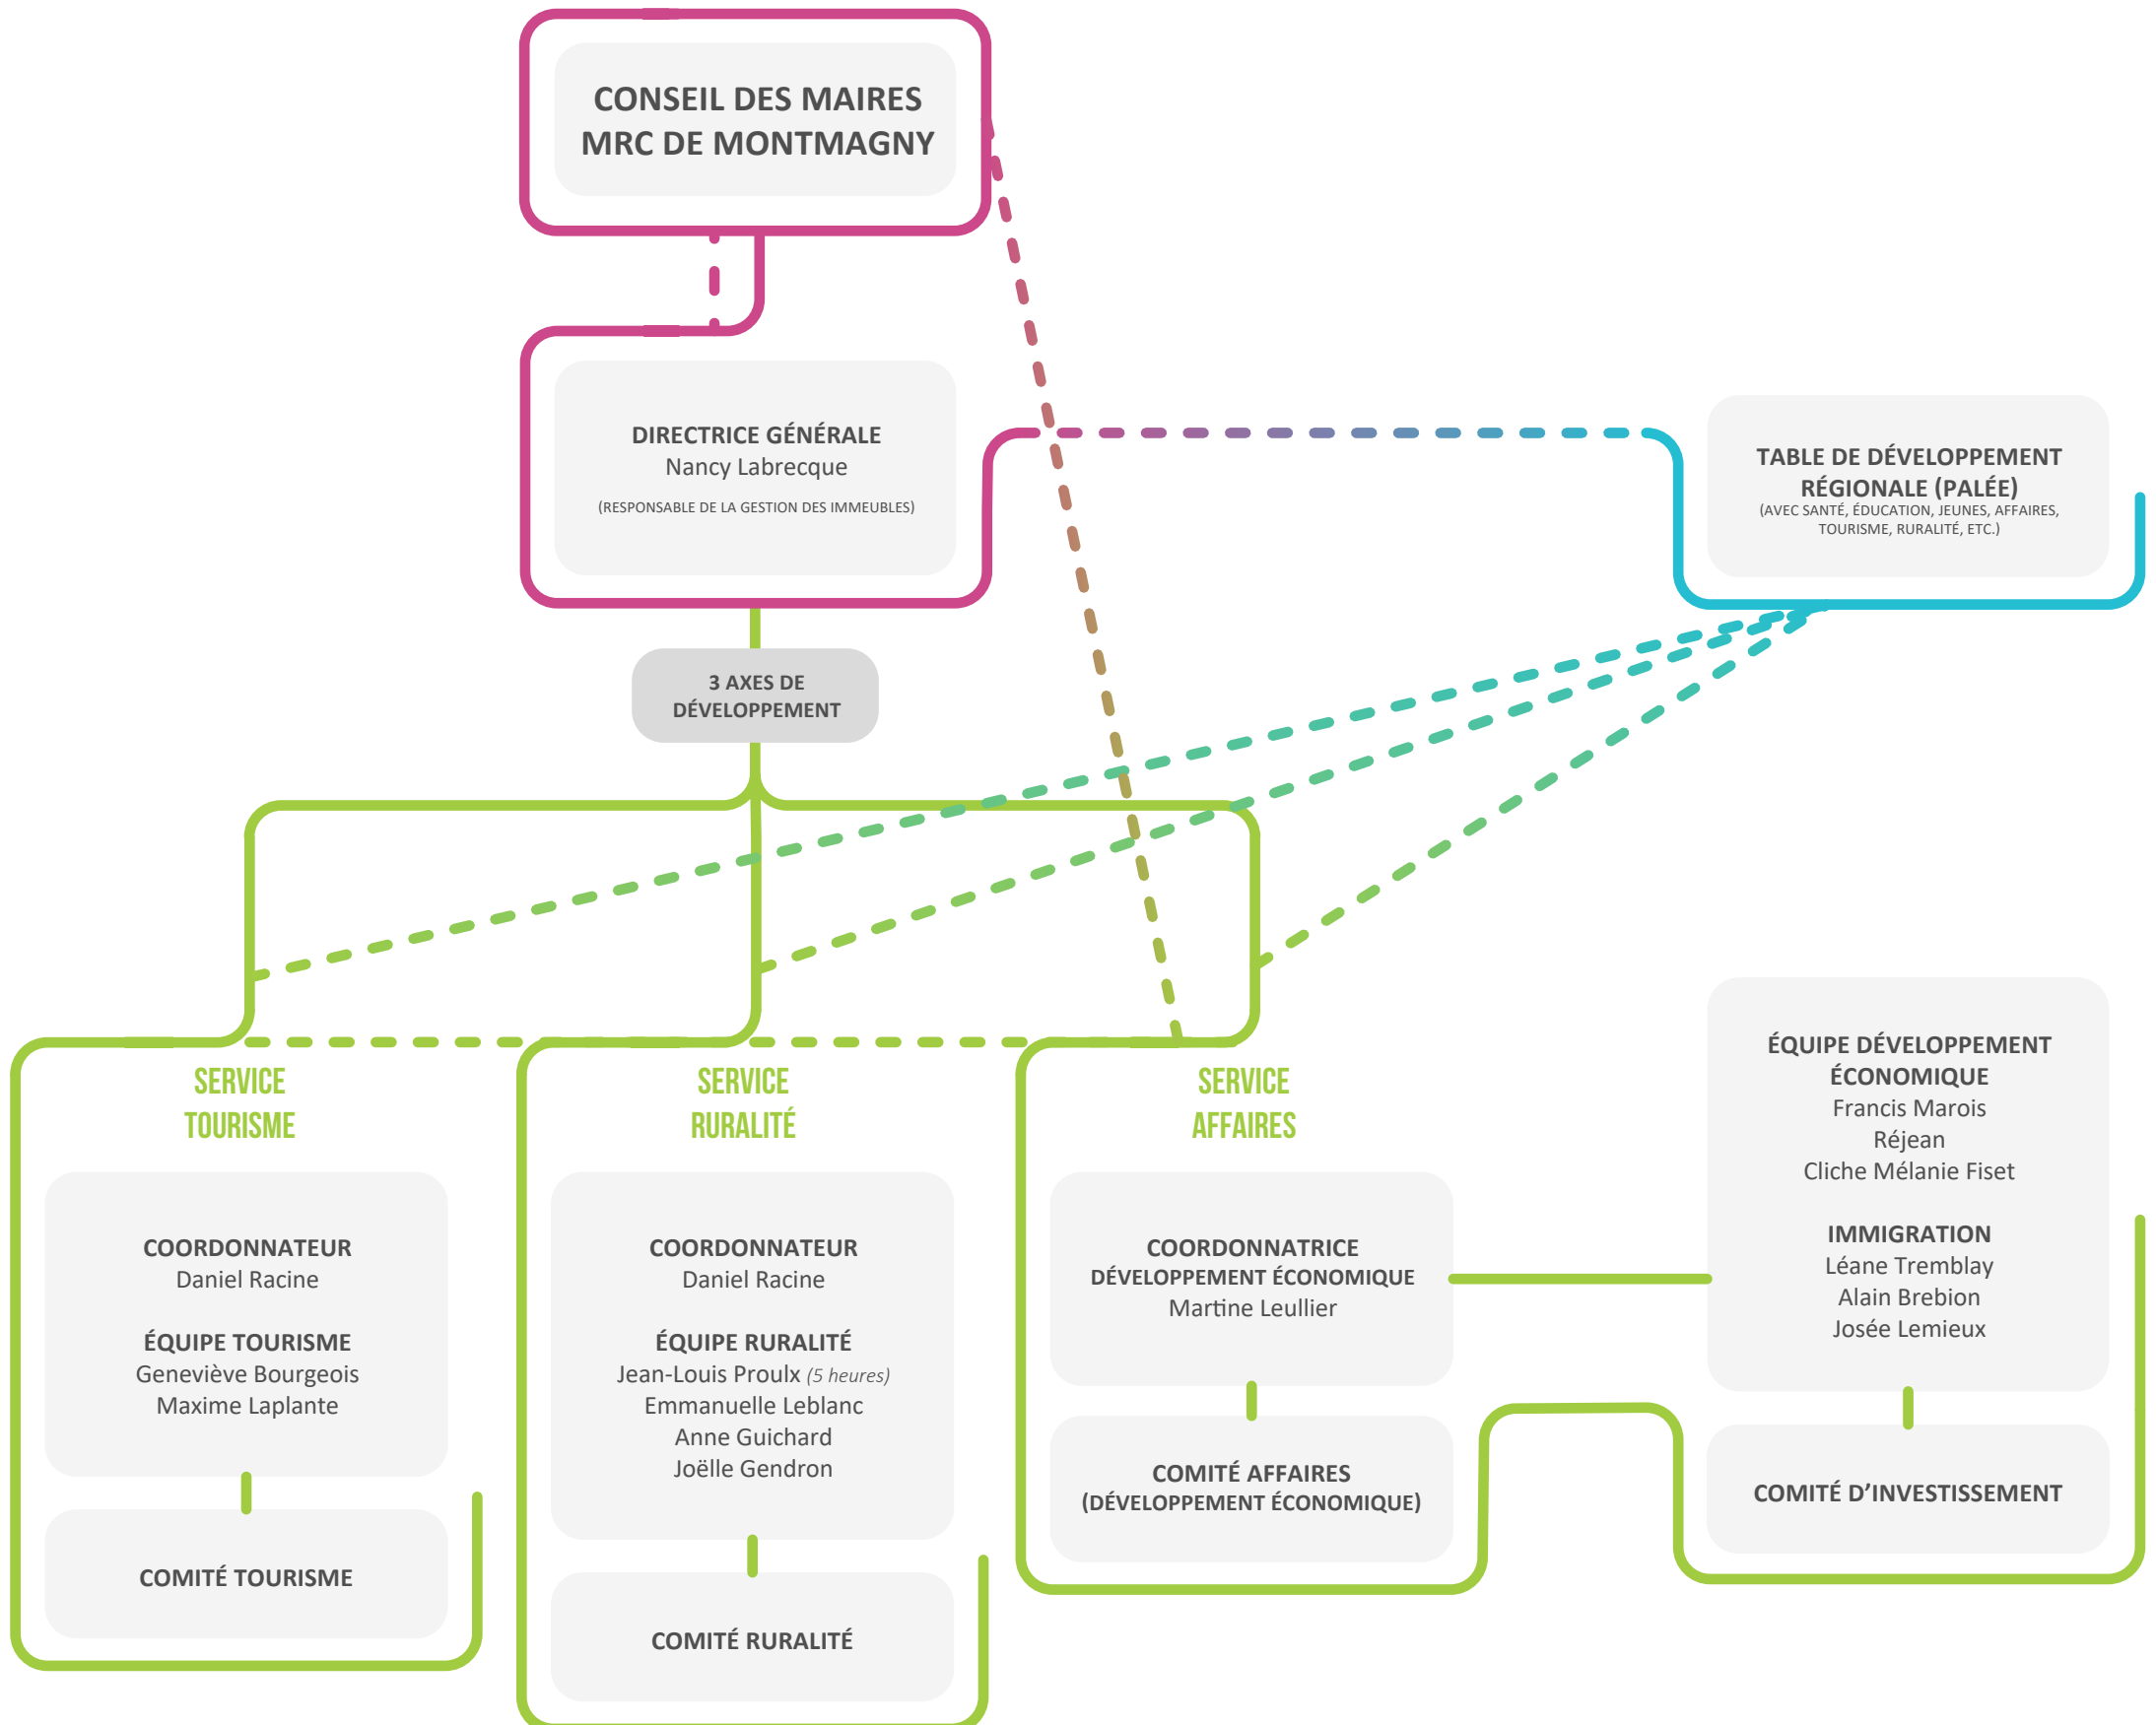 CONSEIL DES MAIRES
MRC DE MONTMAGNY
DIRECTRICE GÉNÉRALE
Nancy Labrecque
(RESPONSABLE DE LA GESTION DES IMMEUBLES)
TABLE DE DÉVELOPPEMENT
RÉGIONALE (PALÉE)
(AVEC SANTÉ, ÉDUCATION, JEUNES, AFFAIRES,
TOURISME, RURALITÉ, ETC.)
3 AXES DE
DÉVELOPPEMENT
SERVICE
TOURISME
COORDONNATEUR
Daniel Racine
ÉQUIPE TOURISME
Geneviève Bourgeois
Maxime Laplante
COMITÉ TOURISME
SERVICE
RURALITÉ
COORDONNATEUR
Daniel Racine
ÉQUIPE RURALITÉ
Jean-Louis Proulx (5 heures)
Emmanuelle Leblanc
Anne Guichard
Joëlle Gendron
COMITÉ RURALITÉ
SERVICE
AFFAIRES
COORDONNATRICE
DÉVELOPPEMENT ÉCONOMIQUE
Martine Leullier
COMITÉ AFFAIRES
(DÉVELOPPEMENT ÉCONOMIQUE)
ÉQUIPE DÉVELOPPEMENT
ÉCONOMIQUE
Francis Marois
Réjean
Cliche Mélanie Fiset
IMMIGRATION
Léane Tremblay
Alain Brebion
Josée Lemieux
COMITÉ D’INVESTISSEMENT